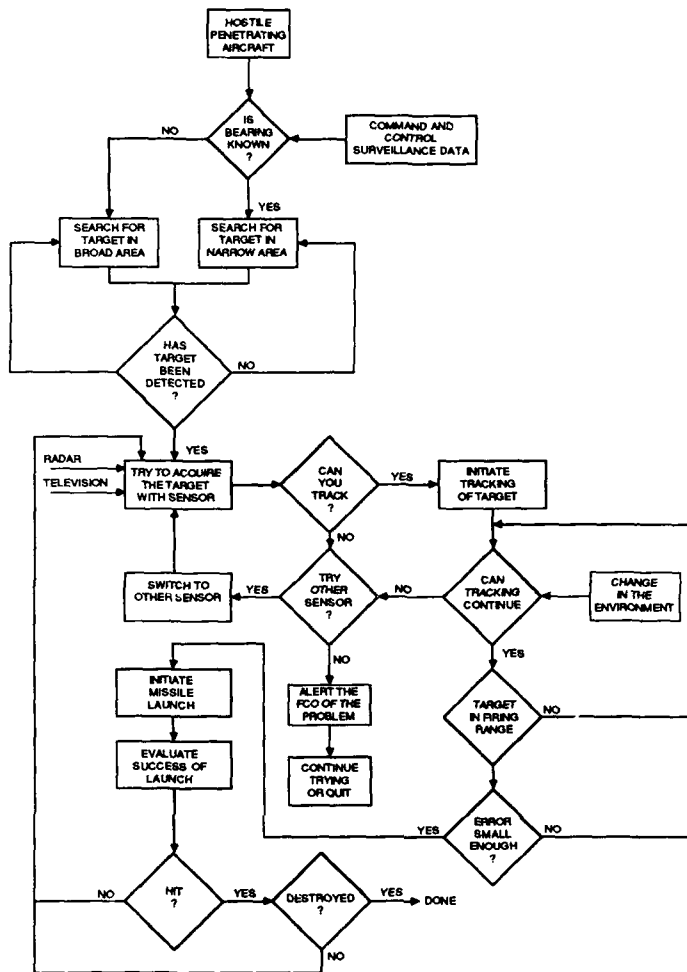 HOSTILE
PENETRATING
AIRCRAFT
IS
BEARING
KNOWN
?
NO
COMMAND AND
CONTROL
SURVEILLANCE DATA
YES
SEARCH FOR
TARGET IN
BROAD AREA
SEARCH FOR
TARGET IN
NARROW AREA
HAS
TARGET
BEEN
DETECTED
?
NO
YES
RADAR
TELEVISION
TRY TO ACQUIRE
THE TARGET
WITH SENSOR
CAN
YOU
TRACK
?
YES
INITIATE
TRACKING
OF TARGET
NO
SWITCH TO
OTHER SENSOR
YES
TRY
OTHER
SENSOR
?
NO
CAN
TRACKING
CONTINUE
CHANGE
IN THE
ENVIRONMENT
YES
NO
INITIATE
MISSILE
LAUNCH
ALERT THE
FCO OF THE
PROBLEM
TARGET
IN FIRING
RANGE
NO
EVALUATE
SUCCESS OF
LAUNCH
CONTINUE
TRYING
OR QUIT
YES
ERROR
SMALL
ENOUGH
?
NO
NO
HIT
?
YES
DESTROYED
?
YES
DONE
NO